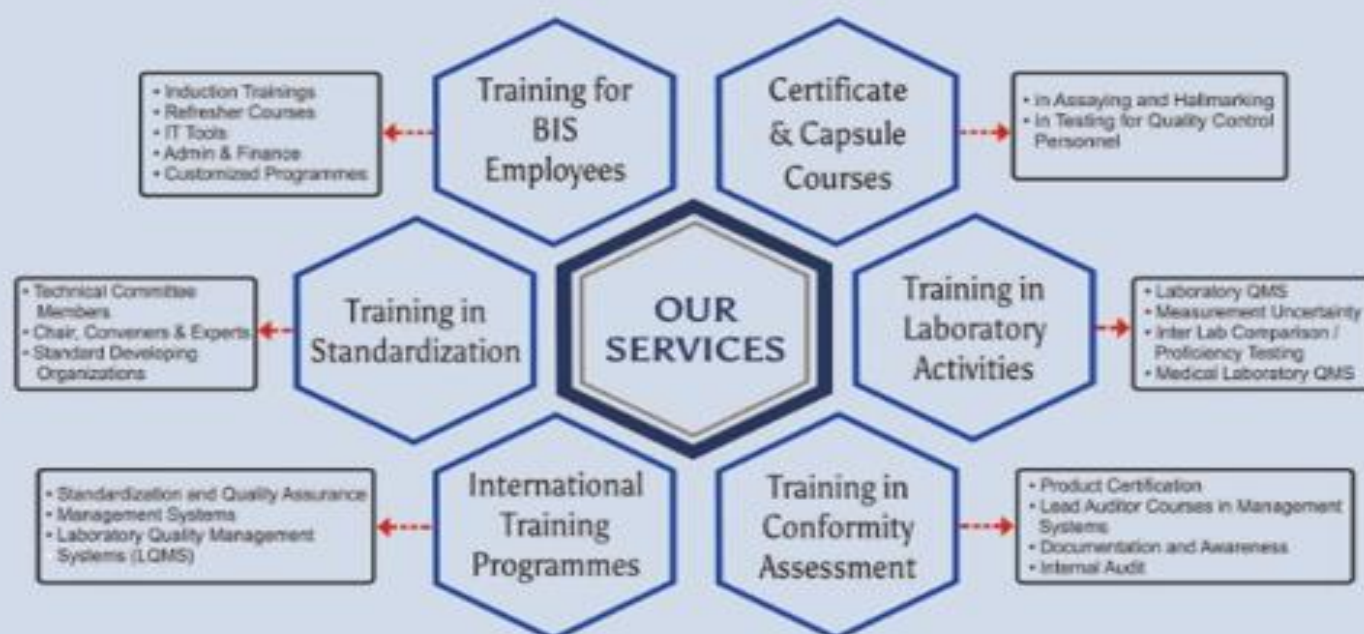 • Induction Trainings
• Refresher Courses
• IT Tools
• Admin & Finance
• Customized Programmes
Training for
BIS
Employees
Certificate
& Capsule
Courses
• in Assaying and Hallmarking
• In Testing for Quality Control
Personnel
• Technical Committee
Members
• Chair, Conveners & Experts
• Standard Developing
Organizations
Training in
Standardization
OUR
SERVICES
Training in
Laboratory
Activities
• Laboratory QMS
• Measurement Uncertainty
• Inter Lab Comparison /
Proficiency Testing
• Medical Laboratory QMS
• Standardization and Quality Assurance
• Management Systems
• Laboratory Quality Management
Systems (LQMS)
International
Training
Programmes
Training in
Conformity
Assessment
• Product Certification
• Lead Auditor Courses in Management
Systems
• Documentation and Awareness
• Internal Audit